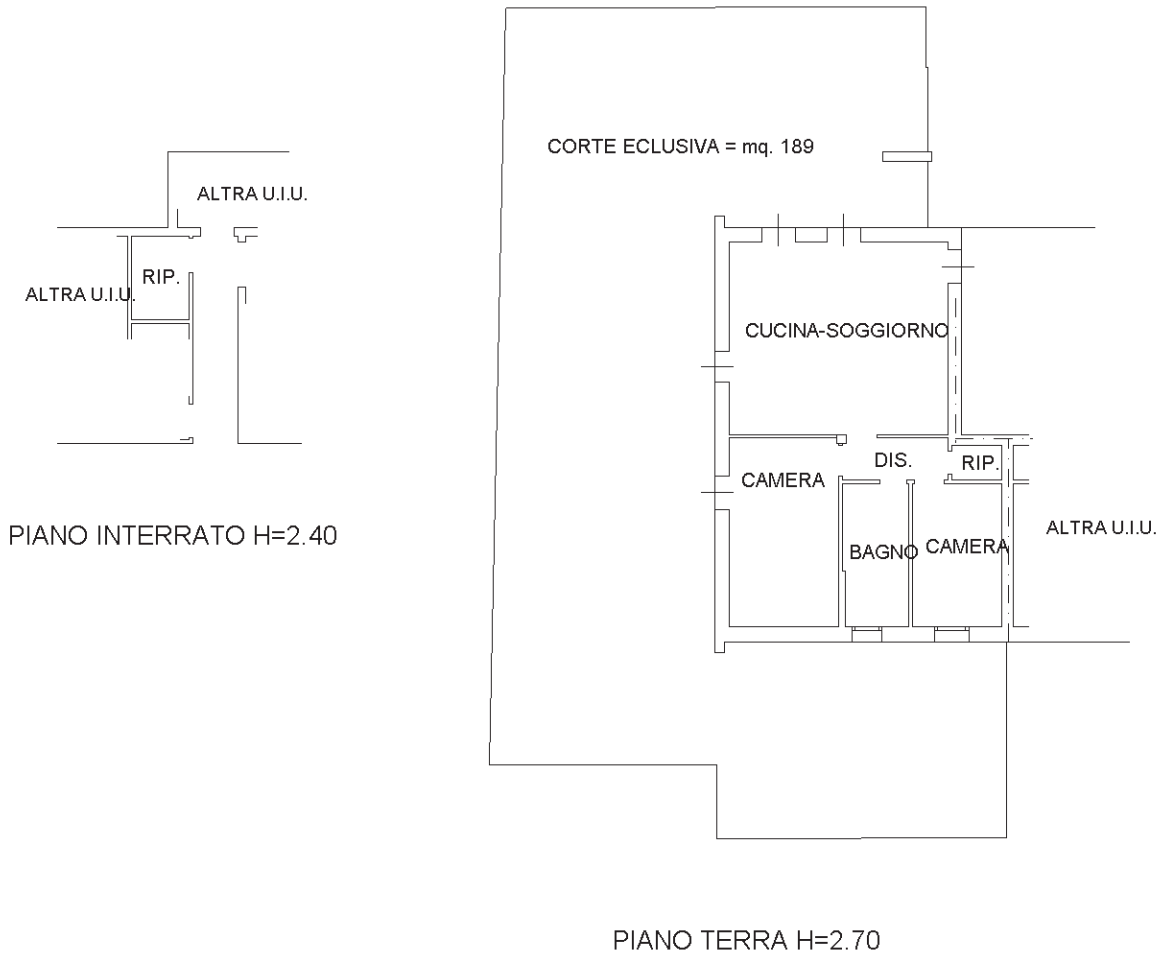 CORTE ECLUSIVA = mq. 189
ALTRA U.I.U.
RIP.
ALTRA U.I.U.
CUCINA-SOGGIORNO
DIS.
RIP.
CAMERA
ALTRA U.I.U.
BAGNO
CAMERA
PIANO INTERRATO H=2.40
PIANO TERRA H=2.70